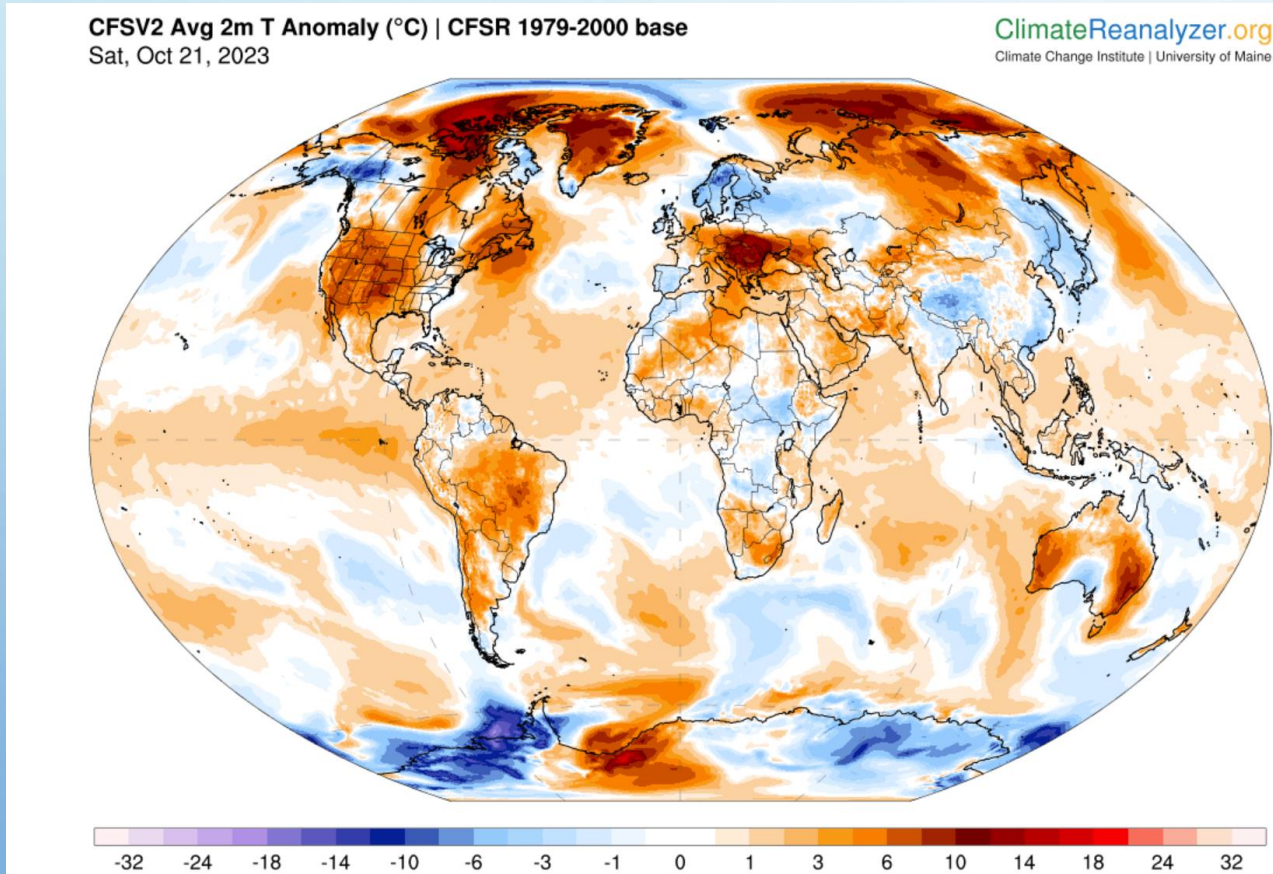 CFSV2 Avg 2m T Anomaly (°C) | CFSR 1979-2000 base
Sat, Oct 21, 2023
ClimateReanalyzer.org
Climate Change Institute | University of Maine
-32 -24 -18 -14 -10 -6 -3 -1 0 1 3 6 10 14 18 24 32